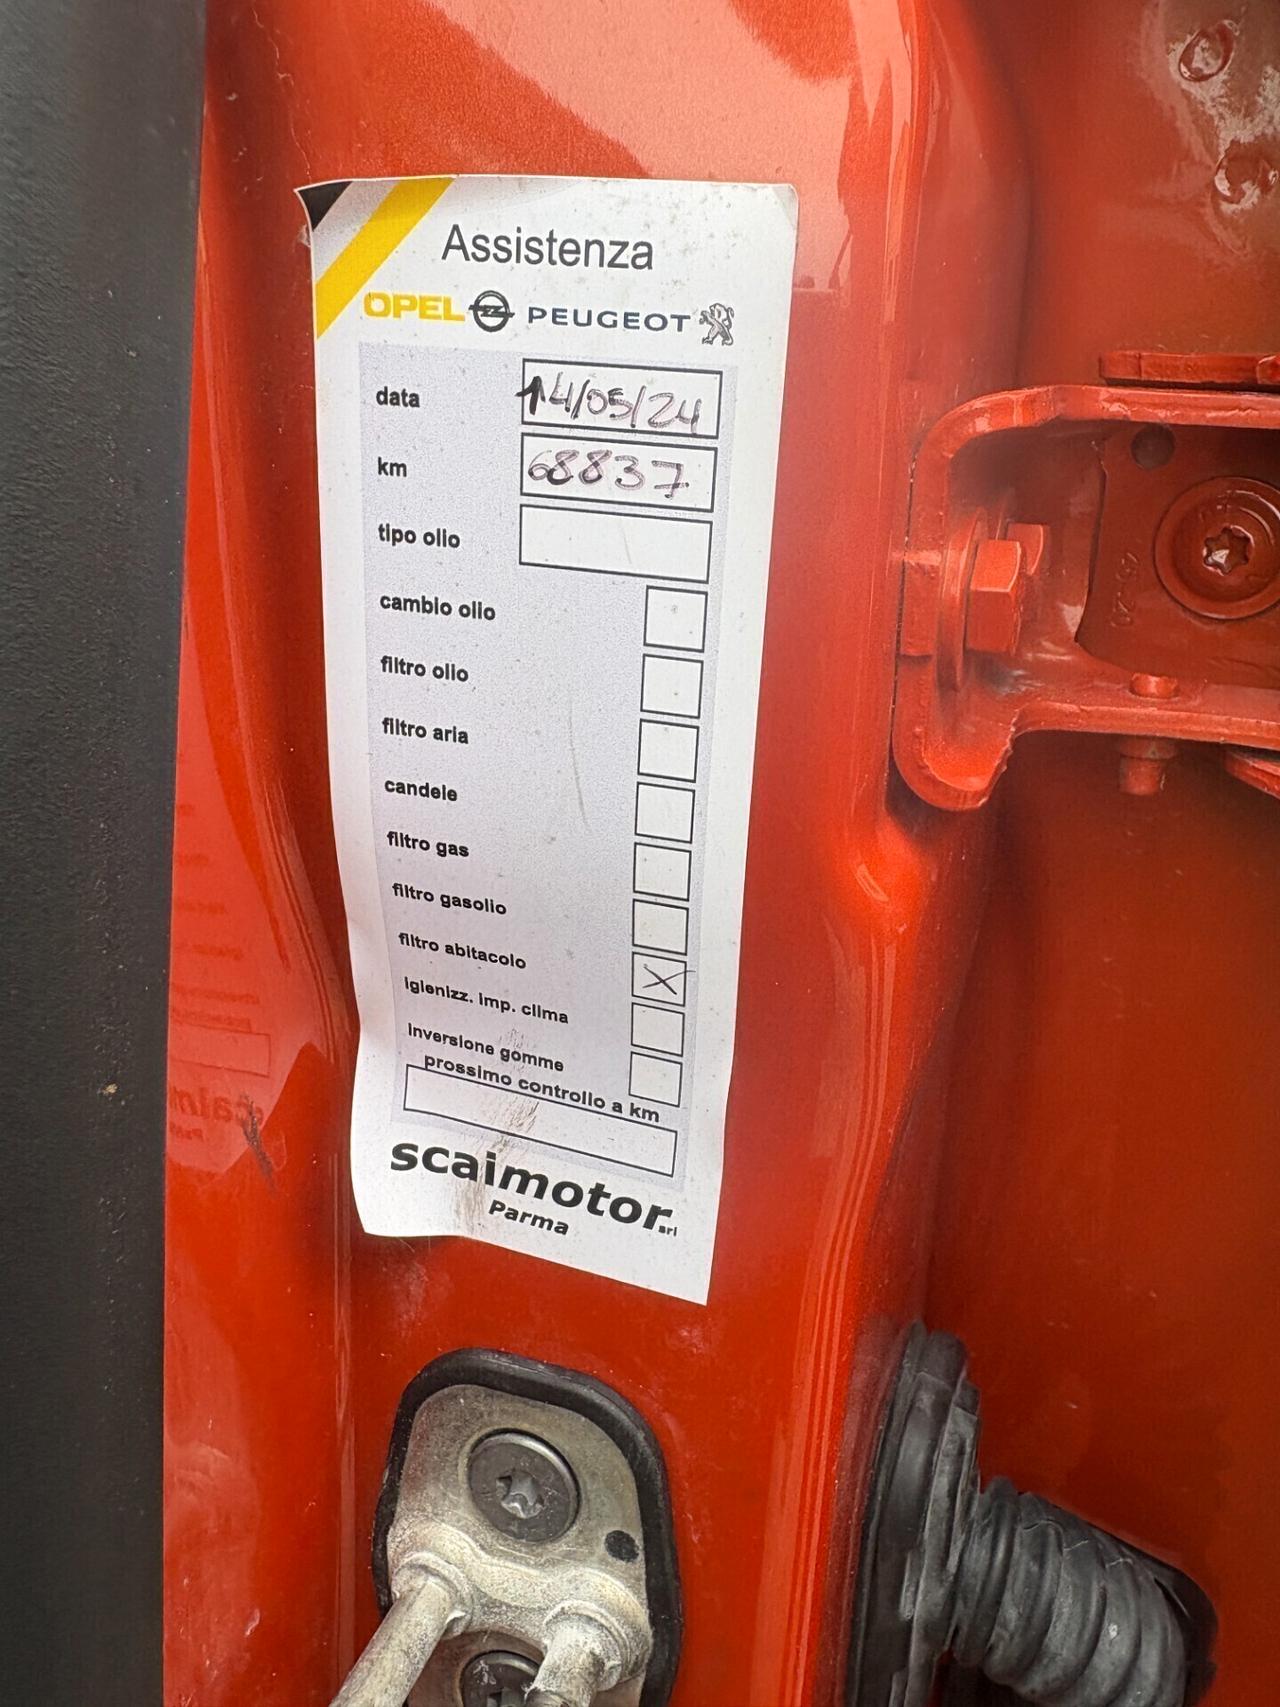 Assistenza
OPEL PEUGEOT
data 14/05/24
km 68837
tipo olio
cambio olio
filtro olio
filtro aria
candele
filtro gas
filtro gasolio
filtro abitacolo X
igienizz. imp. clima
inversione gomme
prossimo controllo a km
scaimotor srl
Parma